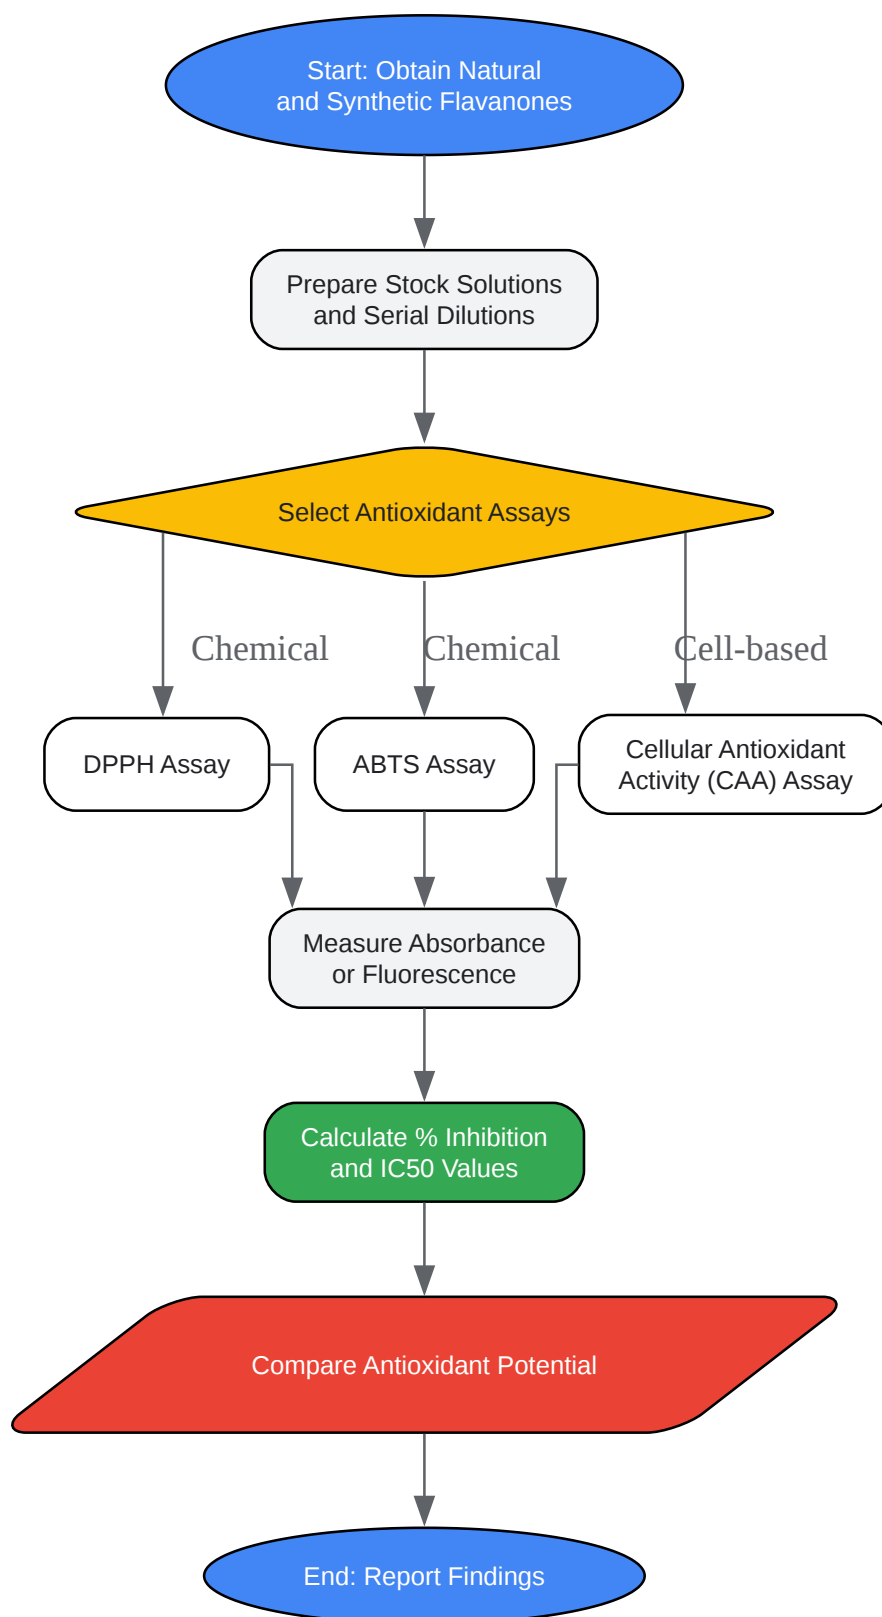 Start: Obtain Natural
and Synthetic Flavanones
Prepare Stock Solutions
and Serial Dilutions
Select Antioxidant Assays
Chemical
Chemical
Cell-based
DPPH Assay
ABTS Assay
Cellular Antioxidant
Activity (CAA) Assay
Measure Absorbance
or Fluorescence
Calculate % Inhibition
and IC50 Values
Compare Antioxidant Potential
End: Report Findings